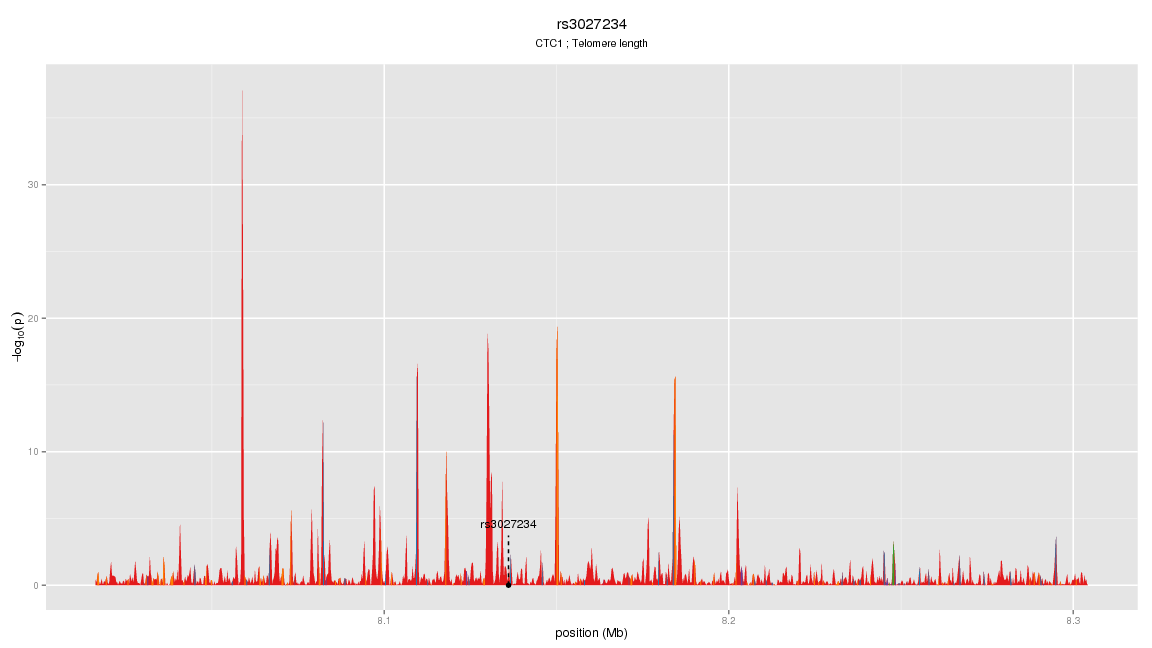 rs3027234
CTC1 ; Telomere length
30
20
10
0
−log10(p)
rs3027234
8.1
8.2
8.3
position (Mb)